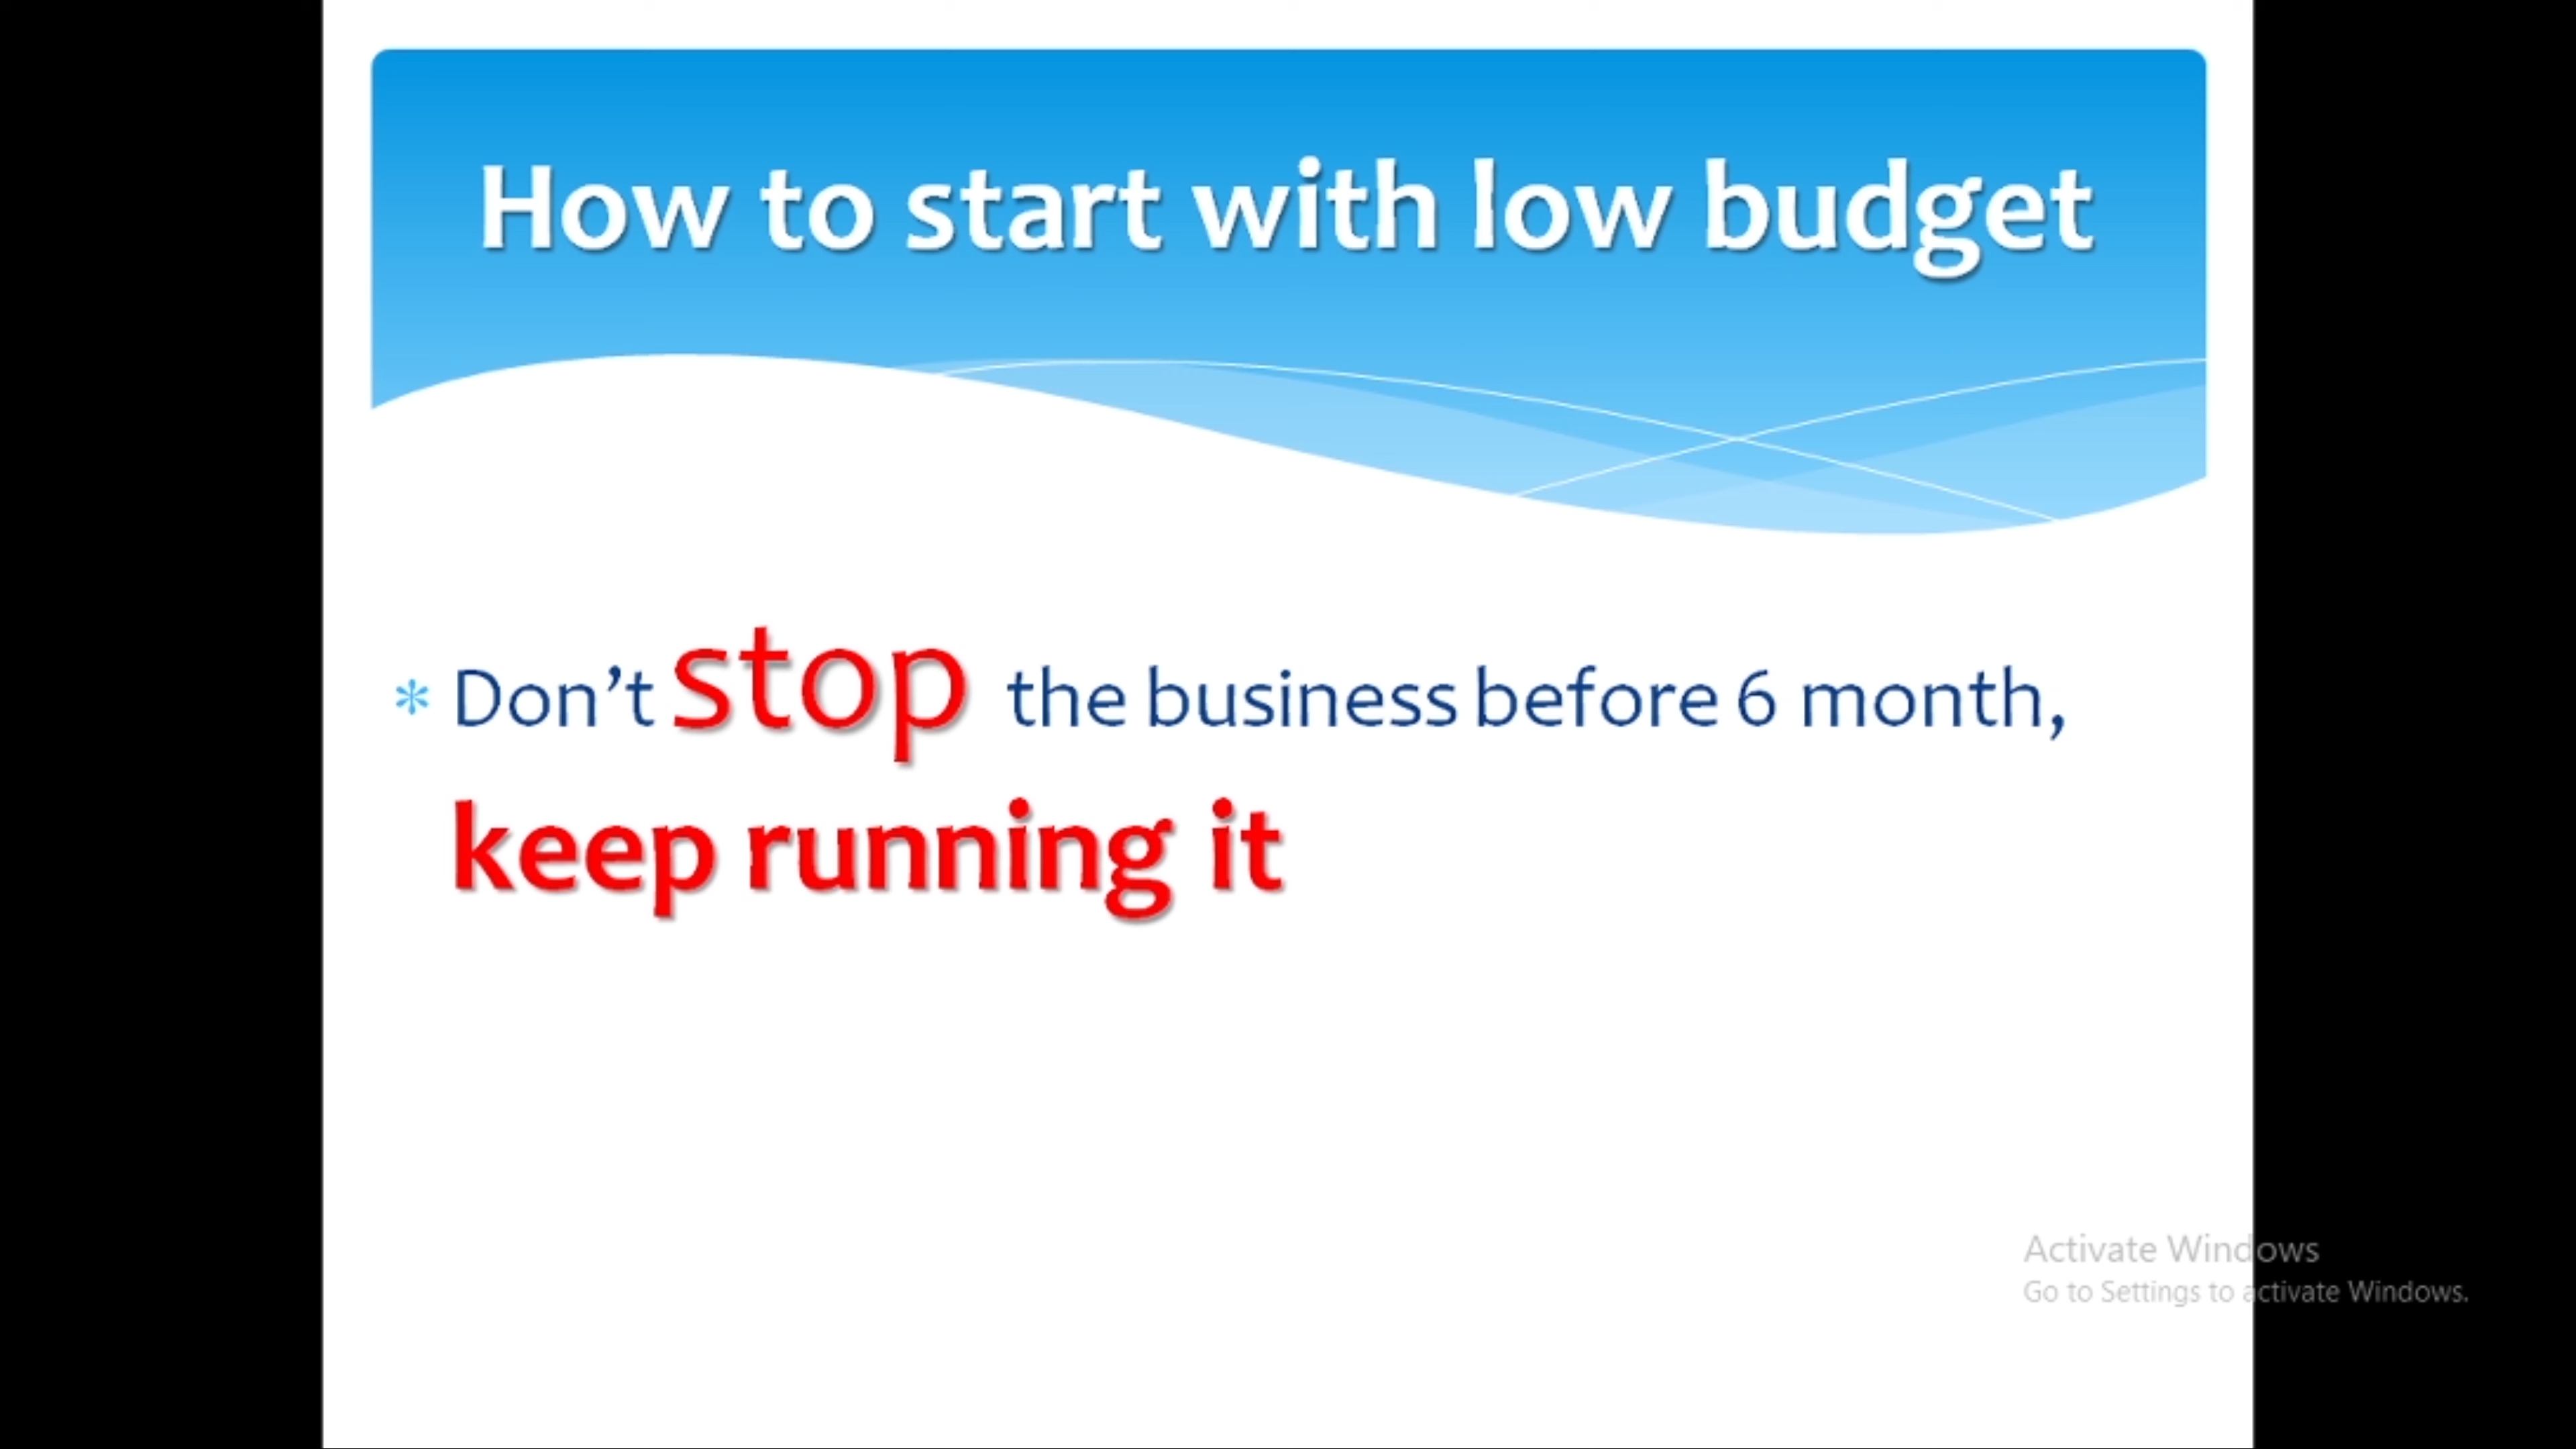 How to start with low budget
* Don’t stop the business before 6 month,
keep running it
Activate Windows
Go to Settings to activate Windows.